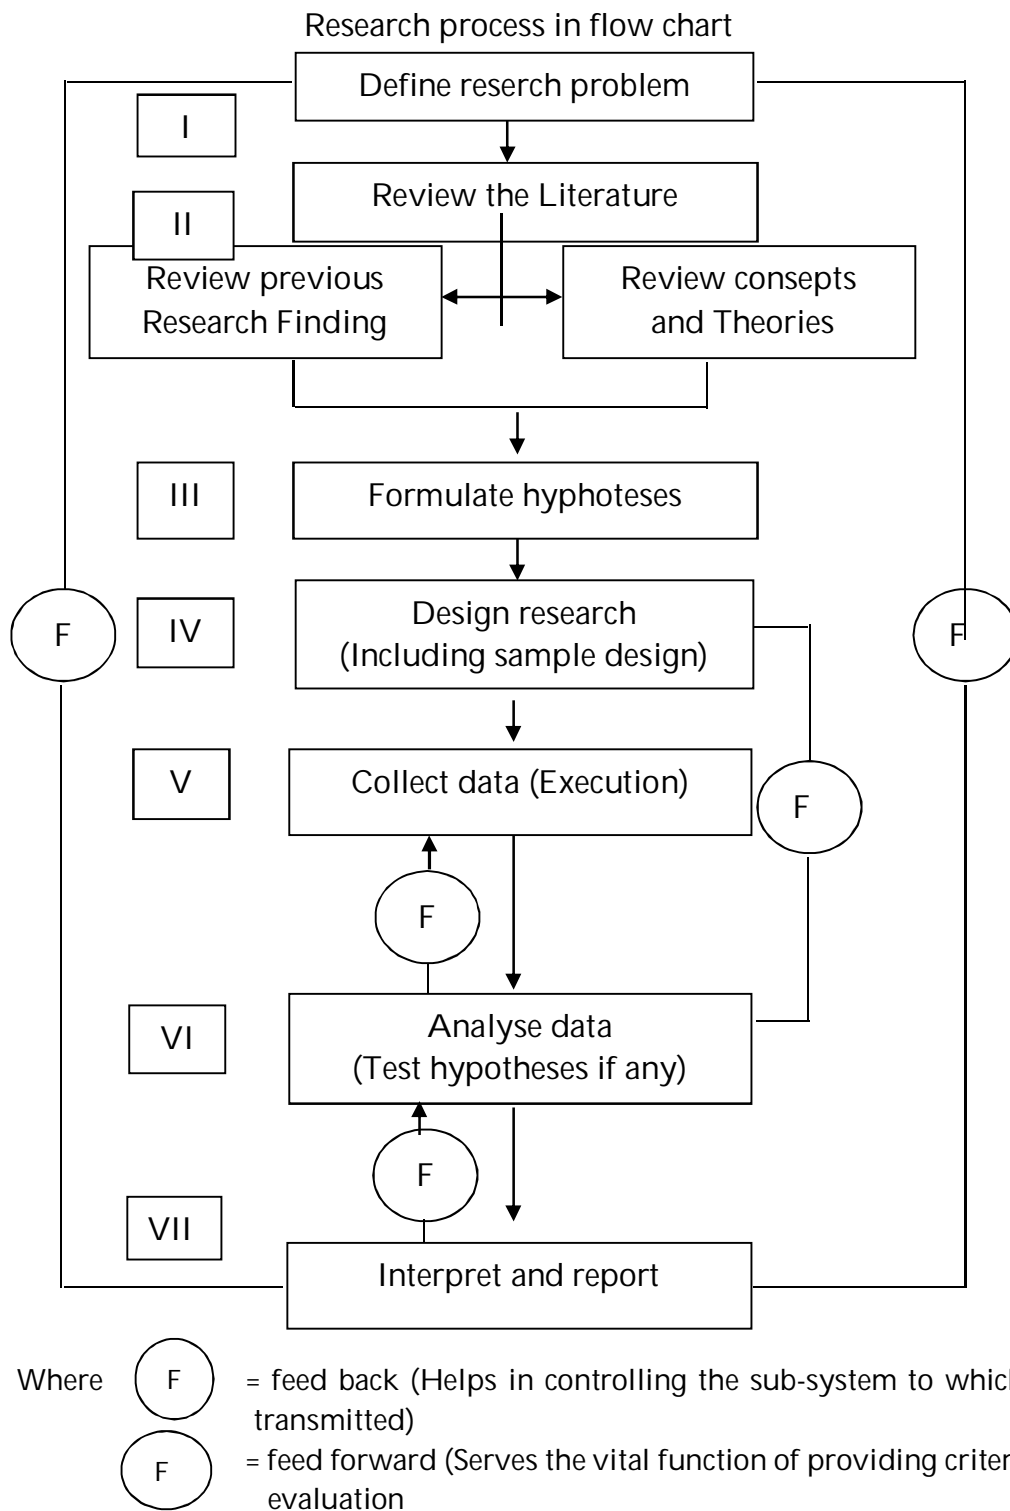 Research process in flow chart
Define reserch problem
I
Review the Literature
II
Review previous
Research Finding
Review consepts
and Theories
III
Formulate hyphoteses
F
IV
Design research
(Including sample design)
F
V
Collect data (Execution)
F
F
VI
Analyse data
(Test hypotheses if any)
F
VII
Interpret and report
Where F = feed back (Helps in controlling the sub-system to which
transmitted)
F = feed forward (Serves the vital function of providing criter
evaluation